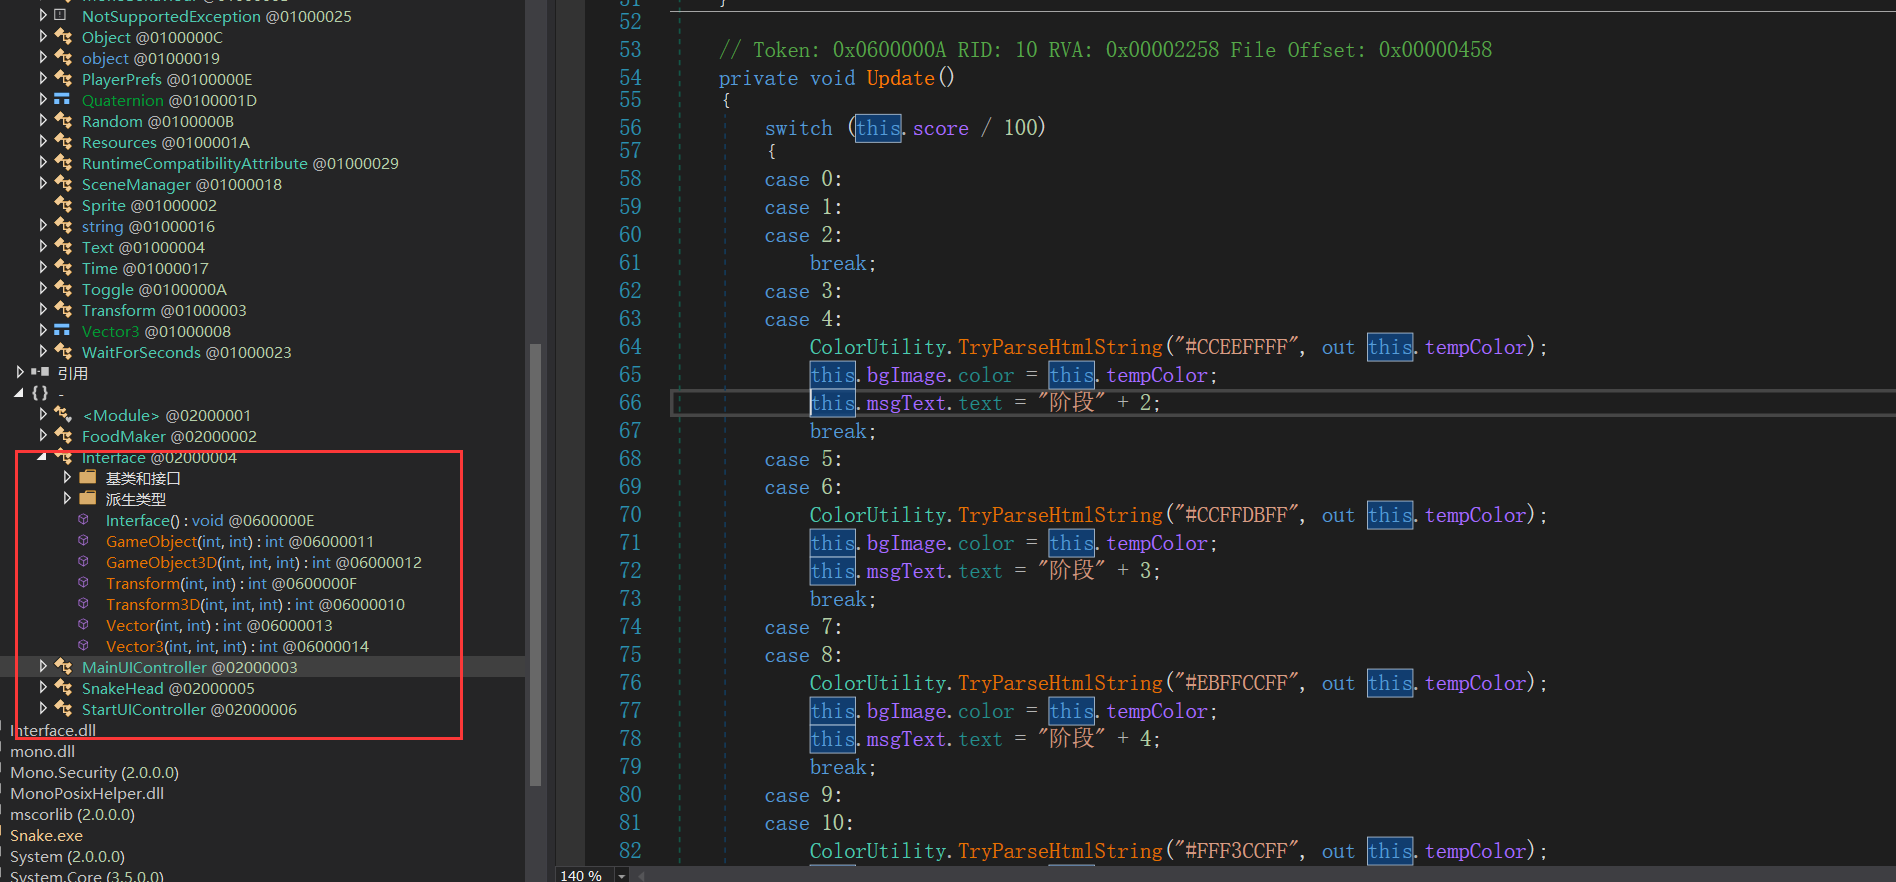 NotSupportedException @01000025
Object @0100000C
object @01000019
PlayerPrefs @0100000E
Quaternion @0100001D
Random @0100000B
Resources @0100001A
RuntimeCompatibilityAttribute @01000029
SceneManager @01000018
Sprite @01000002
string @01000016
Text @01000004
Time @01000017
Toggle @0100000A
Transform @01000003
Vector3 @01000008
WaitForSeconds @01000023
引用
{} -
<Module> @02000001
FoodMaker @02000002
Interface @02000004
基类和接口
派生类型
Interface() : void @0600000E
GameObject(int, int) : int @06000011
GameObject3D(int, int, int) : int @06000012
Transform(int, int) : int @0600000F
Transform3D(int, int, int) : int @06000010
Vector(int, int) : int @06000013
Vector3(int, int, int) : int @06000014
MainUIController @02000003
SnakeHead @02000005
StartUIController @02000006
Interface.dll
mono.dll
Mono.Security (2.0.0.0)
MonoPosixHelper.dll
mscorlib (2.0.0.0)
Snake.exe
System (2.0.0.0)
System.Core (3.5.0.0)
51 }
52
53 // Token: 0x0600000A RID: 10 RVA: 0x00002258 File Offset: 0x00000458
54 private void Update()
55 {
56 switch (this.score / 100)
57 {
58 case 0:
59 case 1:
60 case 2:
61 break;
62 case 3:
63 case 4:
64 ColorUtility.TryParseHtmlString("#CCEEFFFF", out this.tempColor);
65 this.bgImage.color = this.tempColor;
66 this.msgText.text = "阶段" + 2;
67 break;
68 case 5:
69 case 6:
70 ColorUtility.TryParseHtmlString("#CCFFDBFF", out this.tempColor);
71 this.bgImage.color = this.tempColor;
72 this.msgText.text = "阶段" + 3;
73 break;
74 case 7:
75 case 8:
76 ColorUtility.TryParseHtmlString("#EBFFCCFF", out this.tempColor);
77 this.bgImage.color = this.tempColor;
78 this.msgText.text = "阶段" + 4;
79 break;
80 case 9:
81 case 10:
82 ColorUtility.TryParseHtmlString("#FFF3CCFF", out this.tempColor);
140 %